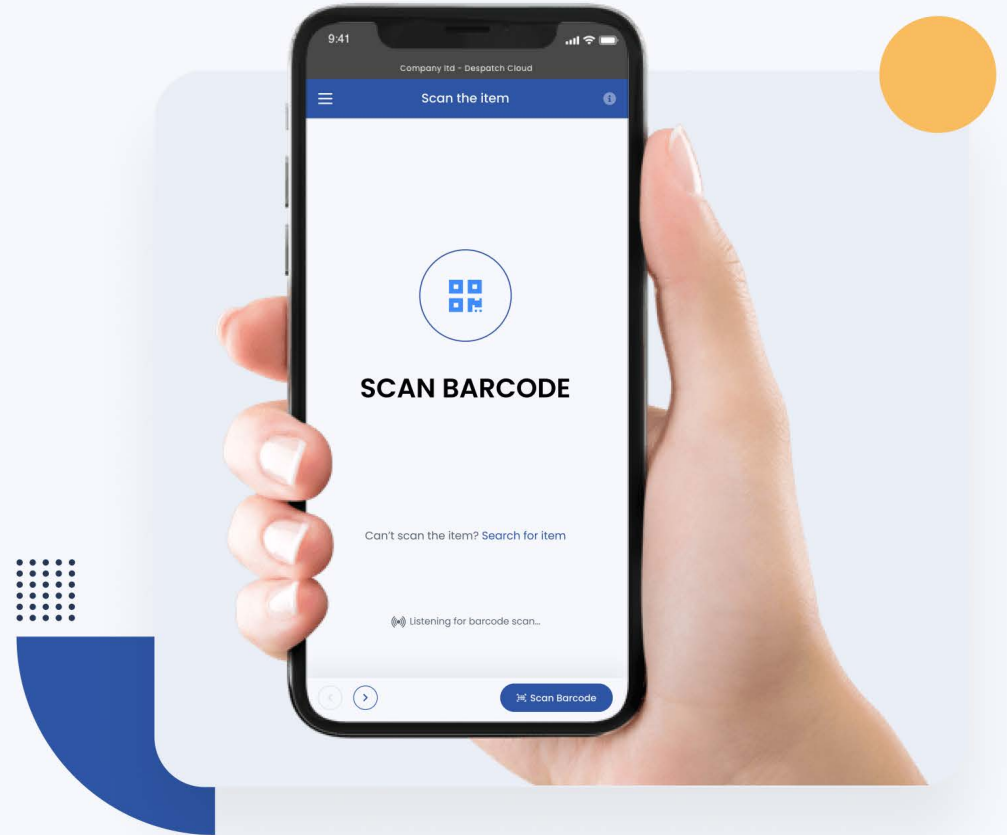 9:41
Company ltd - Despatch Cloud
Scan the item
SCAN BARCODE
Can't scan the item? Search for item
Listening for barcode scan...
Scan Barcode